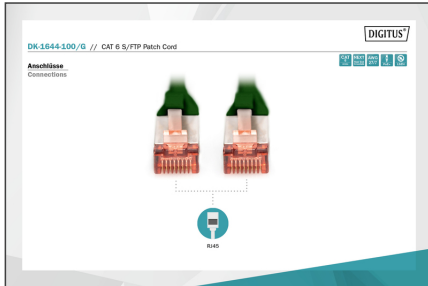 DIGITUS®
DK-1644-100/G // CAT 6 S/FTP Patch Cord
Anschlüsse
Connections
RJ45